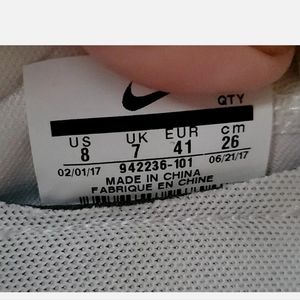 QTY
US UK EUR cm
8 7 41 26
02/01/17 942236-101 06/21/17
MADE IN CHINA
FABRIQUE EN CHINE